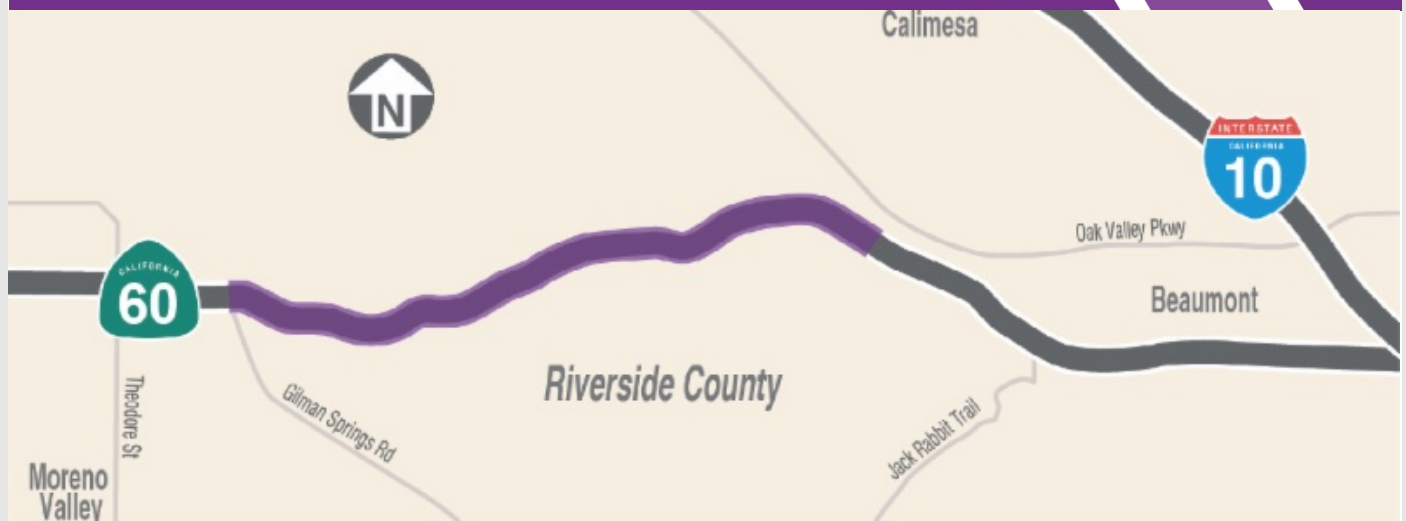 Calimesa
N
INTERSTATE
CALIFORNIA
10
Oak Valley Pkwy
CALIFORNIA
60
Beaumont
Riverside County
Theodore St
Gilman Springs Rd
Jack Rabbit Trail
Moreno
Valley